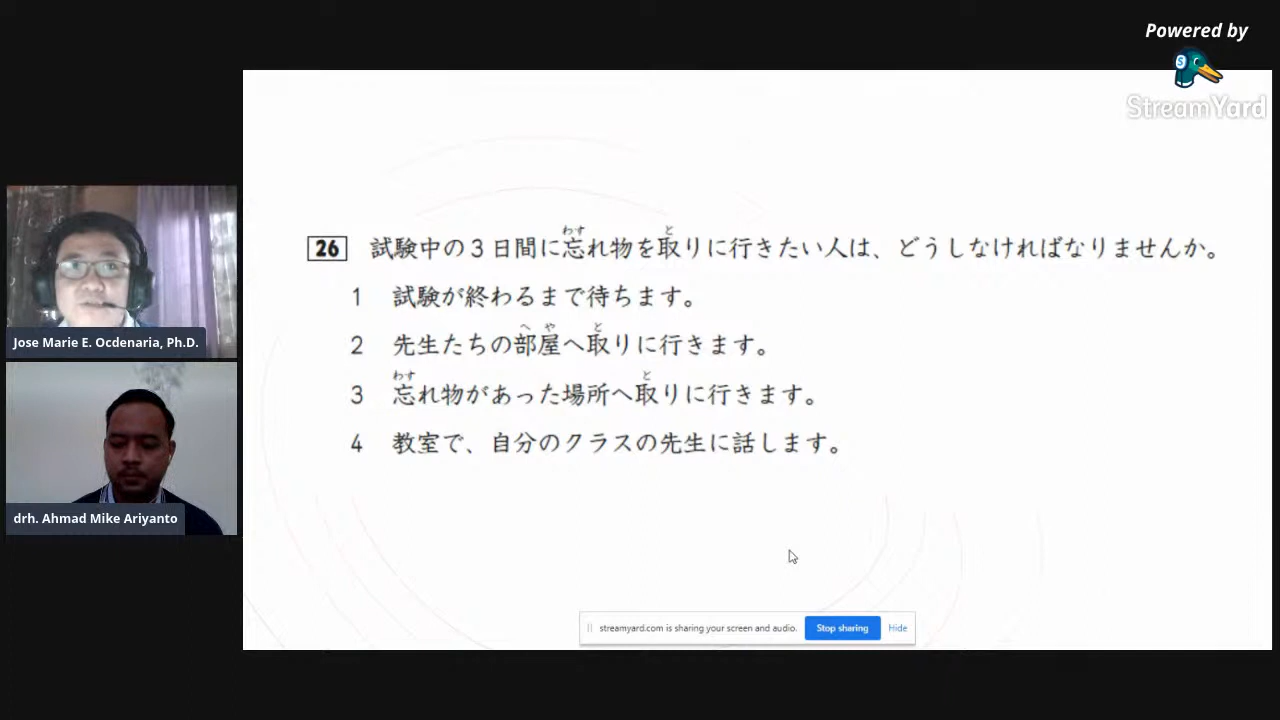 Powered by
StreamYard
26 試験中の3日間に忘れ物を取りに行きたい人は、どうしなければなりませんか。
1 試験が終わるまで待ちます。
2 先生たちの部屋へ取りに行きます。
3 忘れ物があった場所へ取りに行きます。
4 教室で、自分のクラスの先生に話します。
Jose Marie E. Ocdenaria, Ph.D.
drh. Ahmad Mike Ariyanto
streamyard.com is sharing your screen and audio. Stop sharing Hide